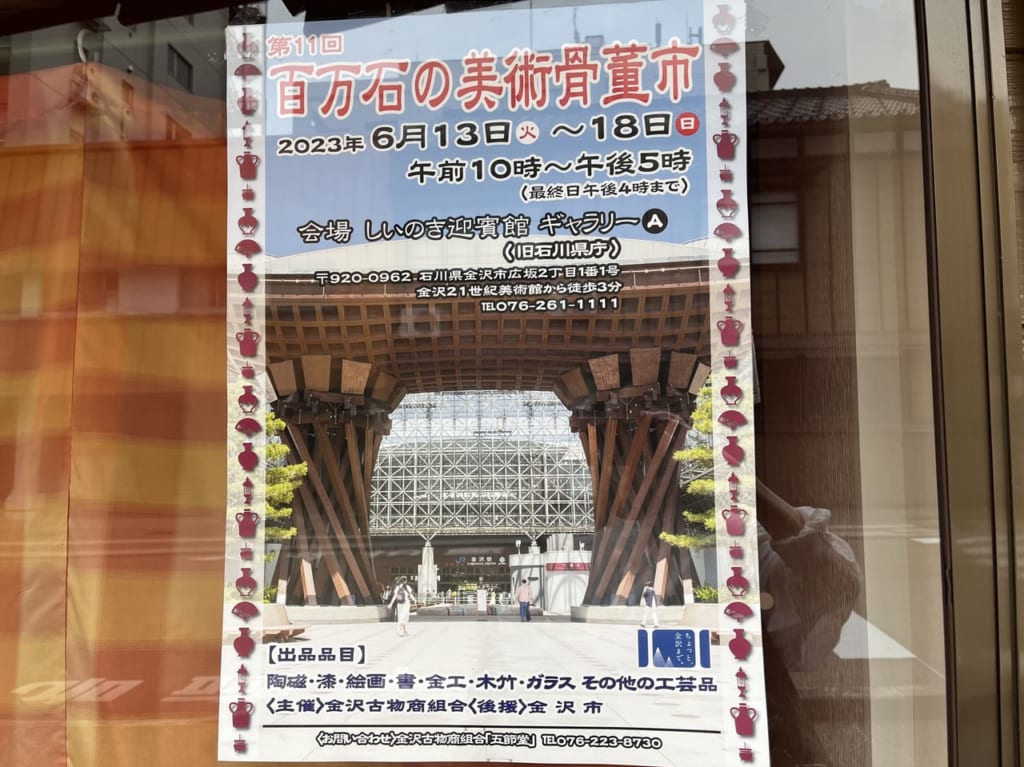 第11回
百万石の美術骨董市
2023年 6月13日火 ～18日日
午前10時～午後5時
(最終日午後4時まで)
会場 しいのき迎賓館 ギャラリーA
〈旧石川県庁〉
〒920-0962 石川県金沢市広坂2丁目1番1号
金沢21世紀美術館から徒歩3分
TEL076-261-1111
ちょっと、
金沢まで。
【出品品目】
陶磁・漆・絵画・書・金工・木竹・ガラス その他の工芸品
〈主催〉金沢古物商組合〈後援〉金沢市
〈お問い合わせ〉金沢古物商組合「五節堂」 TEL076-223-8730